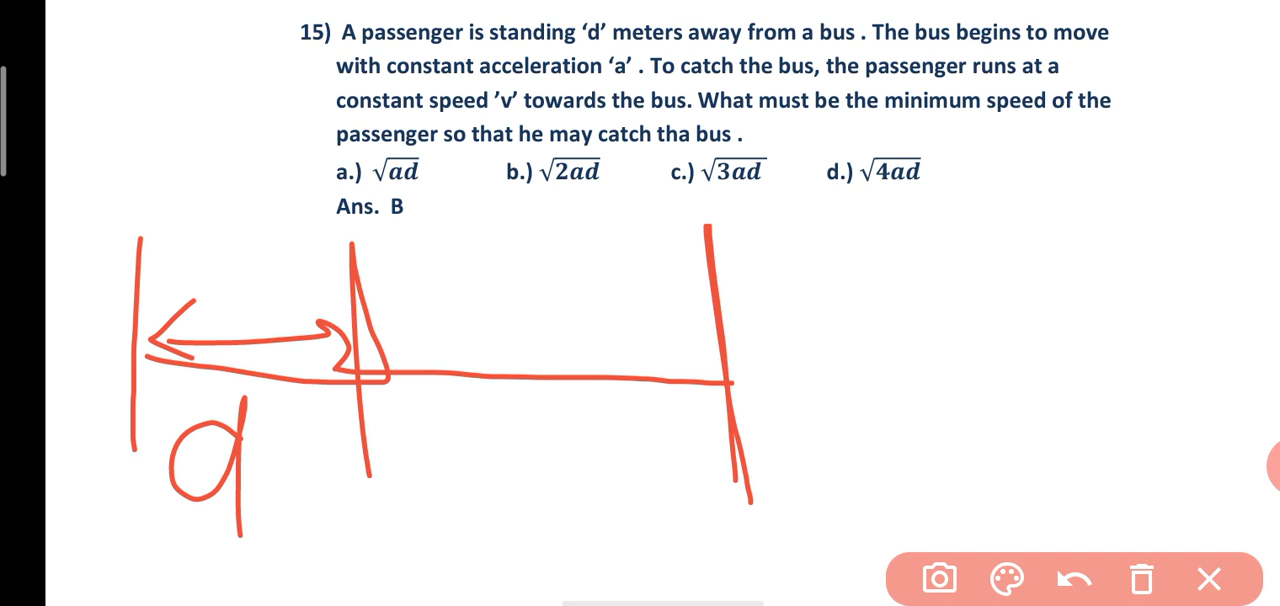 15) A passenger is standing ‘d’ meters away from a bus . The bus begins to move
with constant acceleration ‘a’ . To catch the bus, the passenger runs at a
constant speed ’v’ towards the bus. What must be the minimum speed of the
passenger so that he may catch tha bus .
a.) √ad b.) √2ad c.) √3ad d.) √4ad
Ans. B